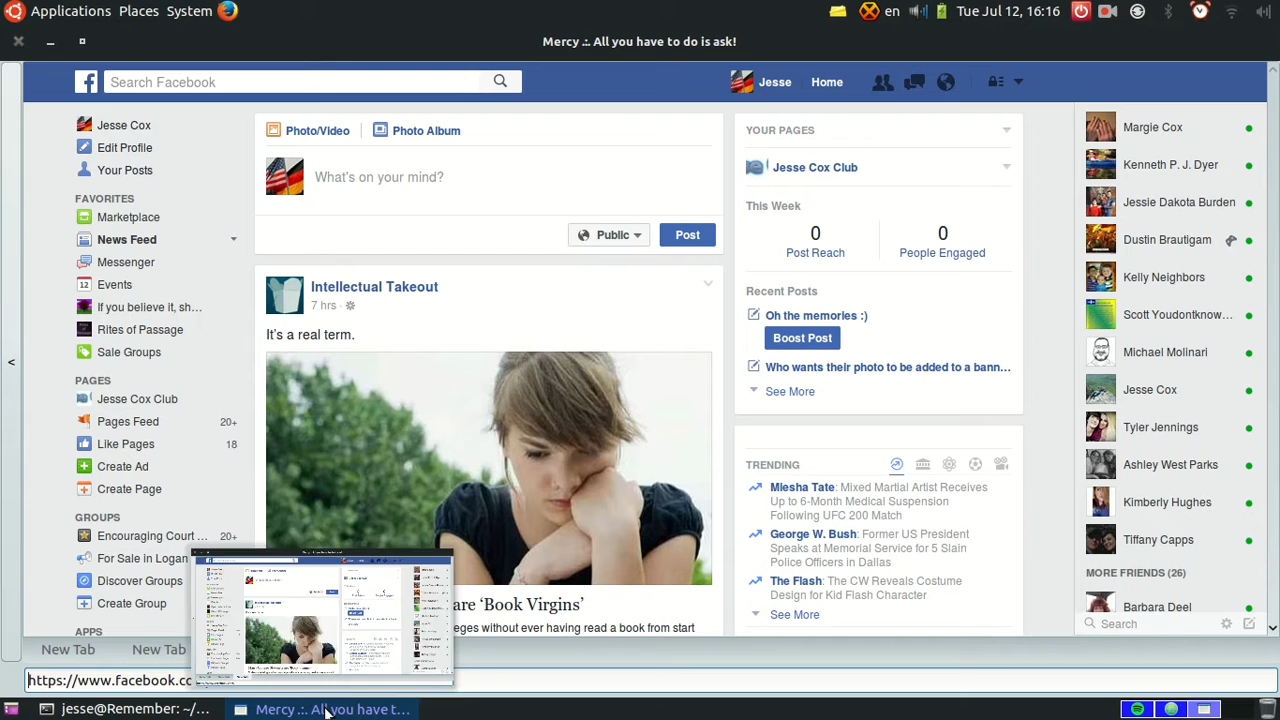 Applications Places System
en
Tue Jul 12, 16:16
Mercy .:. All you have to do is ask!
Search Facebook
Jesse
Home
<
Jesse Cox
Edit Profile
Your Posts
FAVORITES
Marketplace
News Feed
Messenger
12 Events
If you believe it, sh...
Rites of Passage
Sale Groups
PAGES
Jesse Cox Club
Pages Feed 20+
Like Pages 18
Create Ad
Create Page
GROUPS
Encouraging Court ... 20+
For Sale in Logan
Discover Groups
Create Group
APPS
Photo/Video
Photo Album
What's on your mind?
Public
Post
Intellectual Takeout
7 hrs ·
It's a real term.
are ‘Book Virgins’
eges without ever having read a book from start
YOUR PAGES
Jesse Cox Club
This Week
0
Post Reach
0
People Engaged
Recent Posts
Oh the memories :)
Boost Post
Who wants their photo to be added to a bann...
See More
TRENDING
Miesha Tate: Mixed Martial Artist Receives
Up to 6-Month Medical Suspension
Following UFC 200 Match
George W. Bush: Former US President
Speaks at Memorial Service for 5 Slain
Police Officers in Dallas
The Flash: The CW Reveals Costume
Design for Kid Flash Character
See More
Margie Cox
Kenneth P. J. Dyer
Jessie Dakota Burden
Dustin Brautigam
Kelly Neighbors
Scott Youdontknow...
Michael Molinari
Jesse Cox
Tyler Jennings
Ashley West Parks
Kimberly Hughes
Tiffany Capps
MORE FRIENDS (26)
Barbara Deel
Search
New Tab
New Tab
https://www.facebook.co
jesse@Remember: ~/...
Mercy .:. All you have t...